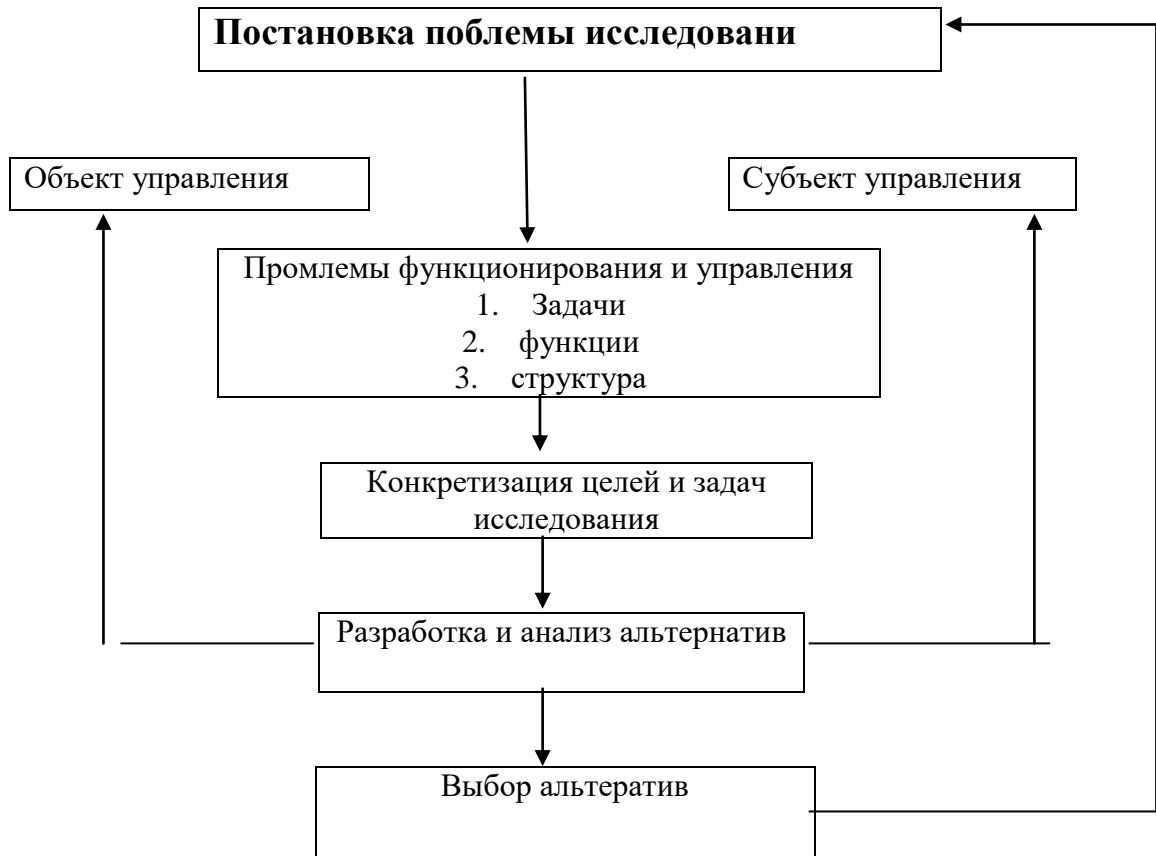 Постановка поблемы исследовани
Объект управления
Субъект управления
Промлемы функционирования и управления
1. Задачи
2. функции
3. структура
Конкретизация целей и задач
исследования
Разработка и анализ альтернатив
Выбор альтератив